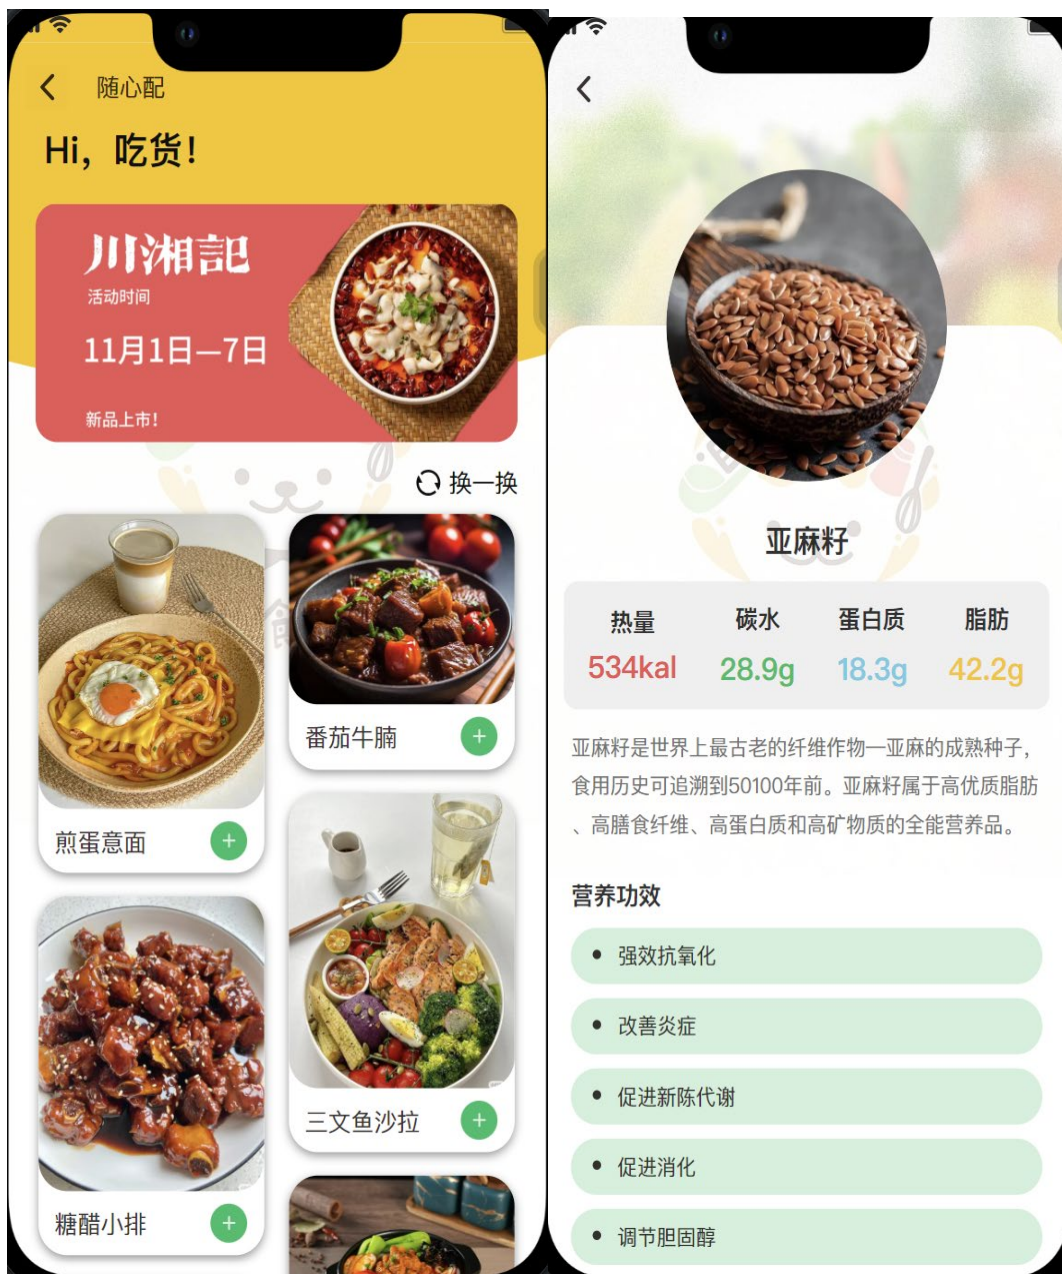 随心配
Hi，吃货！
川湘記
活动时间
11月1日—7日
新品上市！
换一换
煎蛋意面
番茄牛腩
糖醋小排
三文鱼沙拉
亚麻籽
热量 碳水 蛋白质 脂肪
534kal 28.9g 18.3g 42.2g
亚麻籽是世界上最古老的纤维作物—亚麻的成熟种子，
食用历史可追溯到50100年前。亚麻籽属于高优质脂肪
、高膳食纤维、高蛋白质和高矿物质的全能营养品。
营养功效
强效抗氧化
改善炎症
促进新陈代谢
促进消化
调节胆固醇